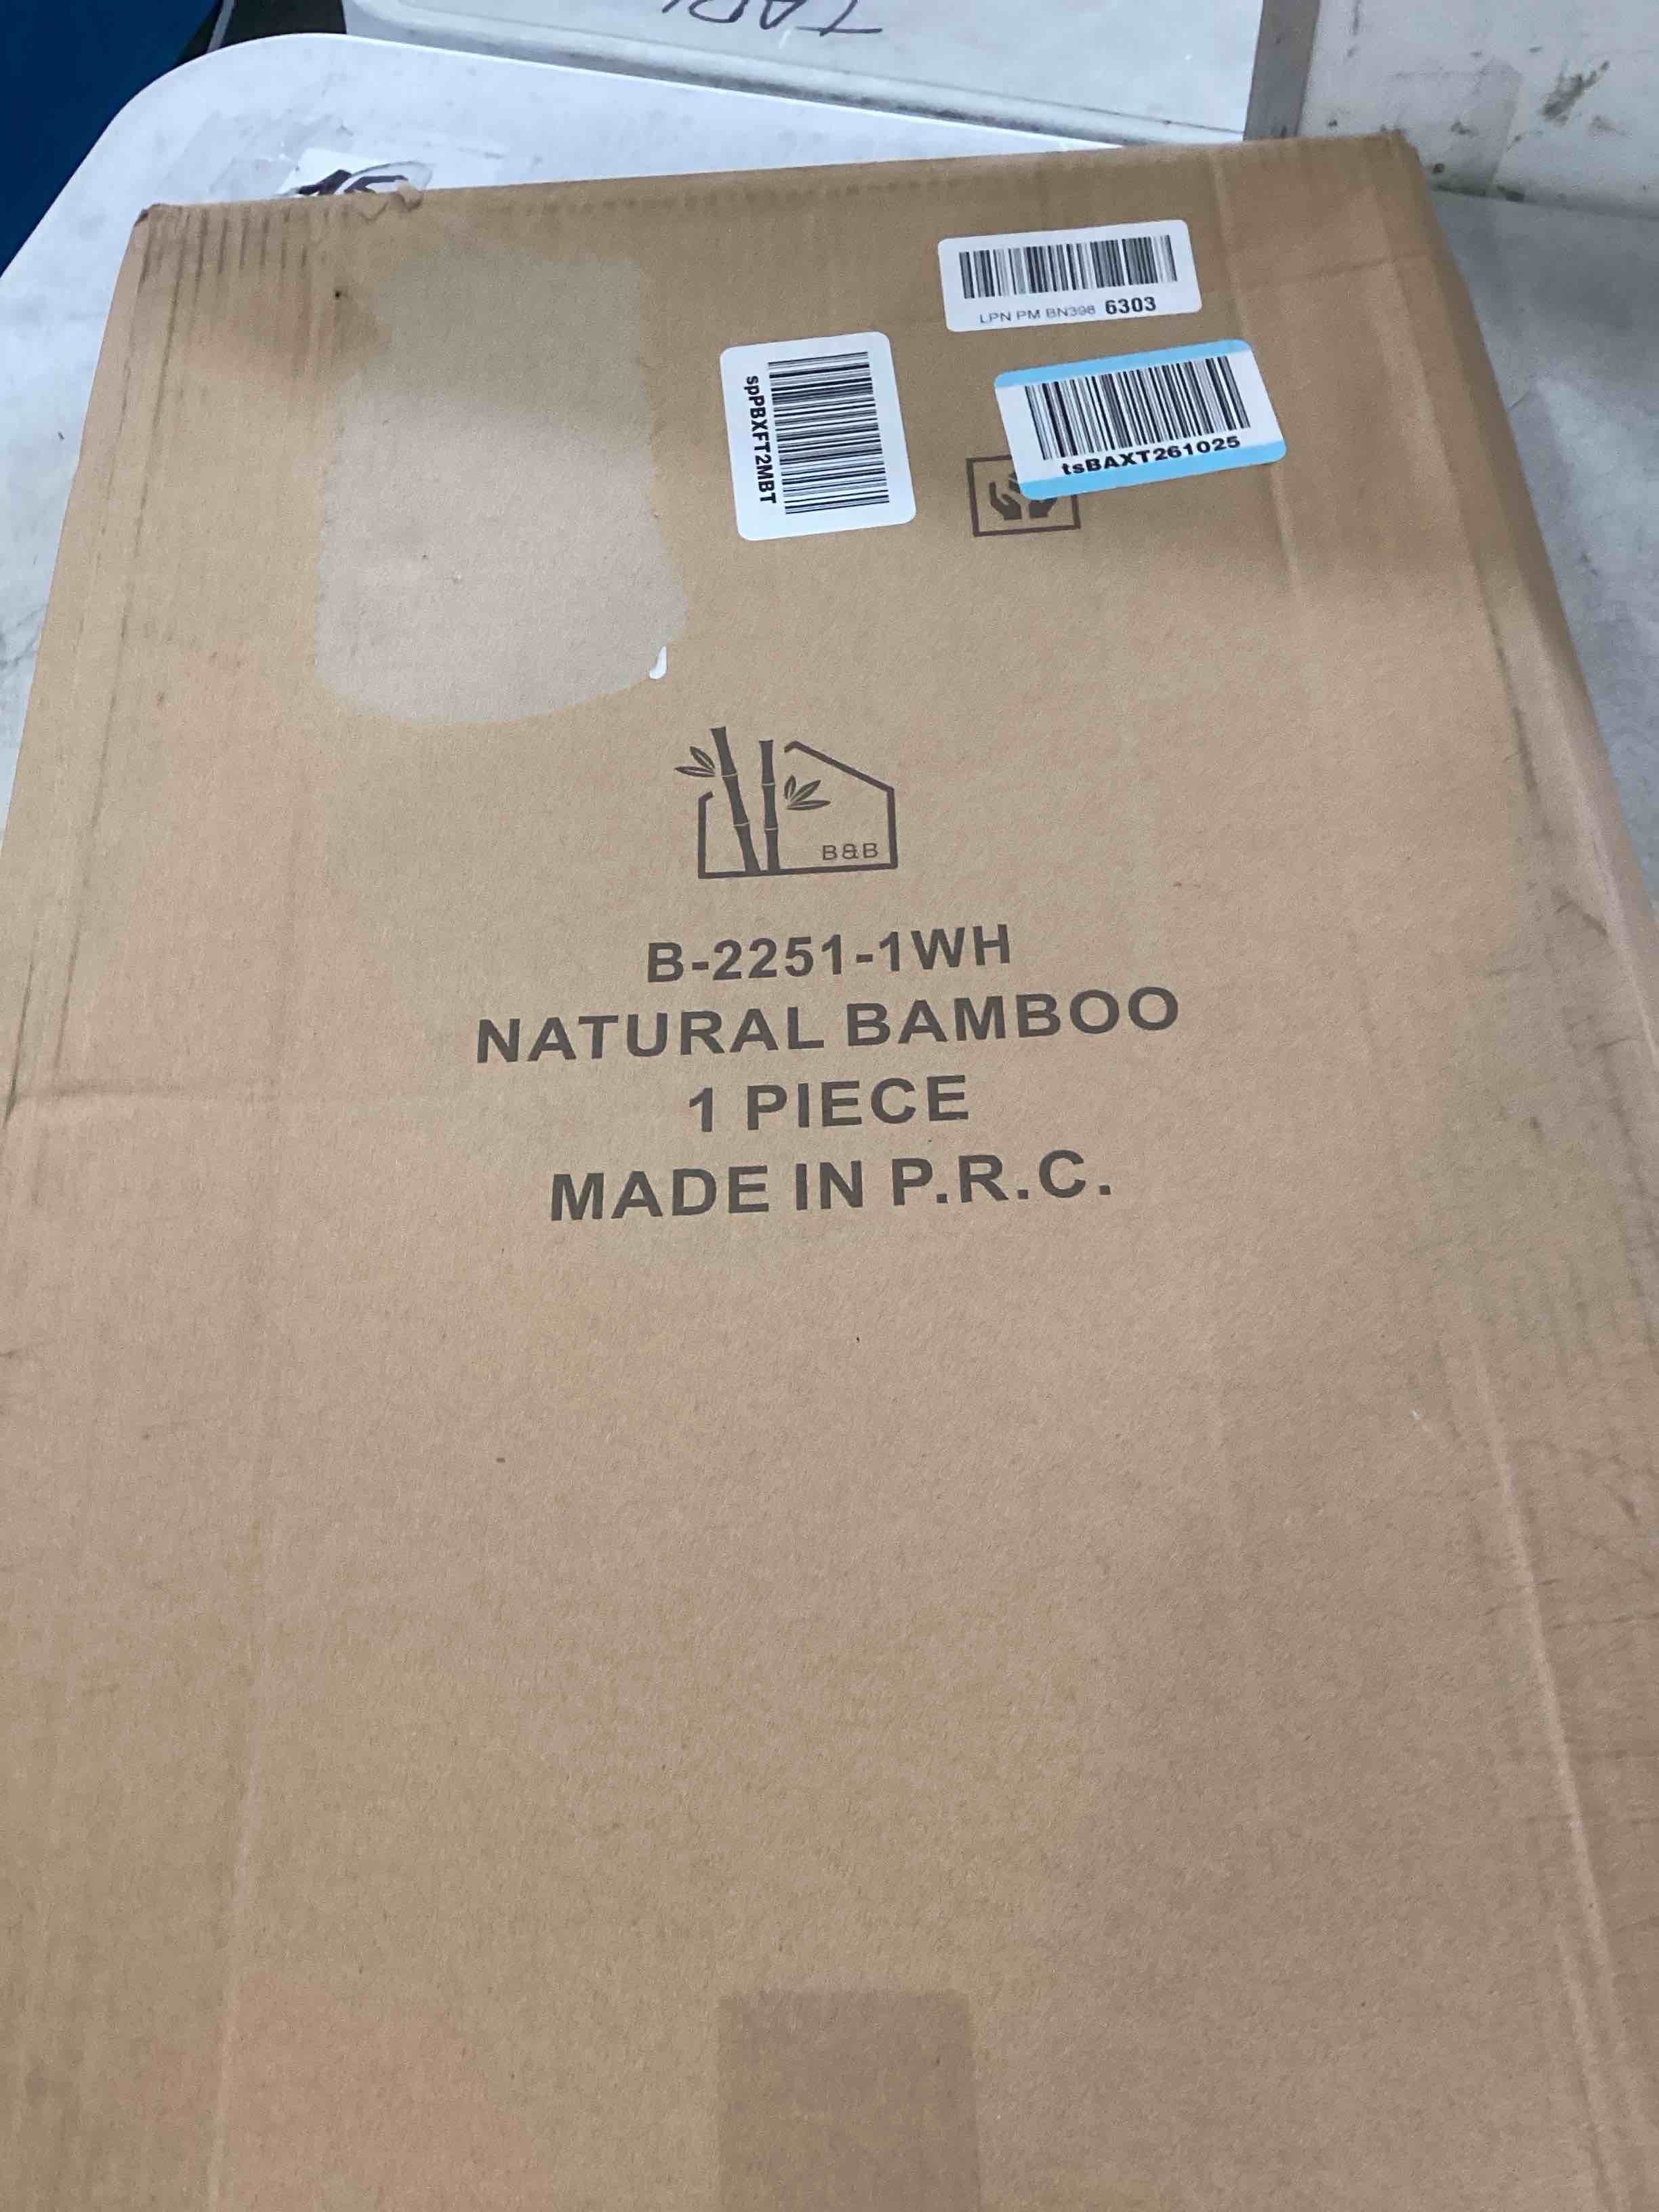 LPN PM BN398 6303
spPBXFT2MBT
tsBAXT261025
B&B
B-2251-1WH
NATURAL BAMBOO
1 PIECE
MADE IN P.R.C.